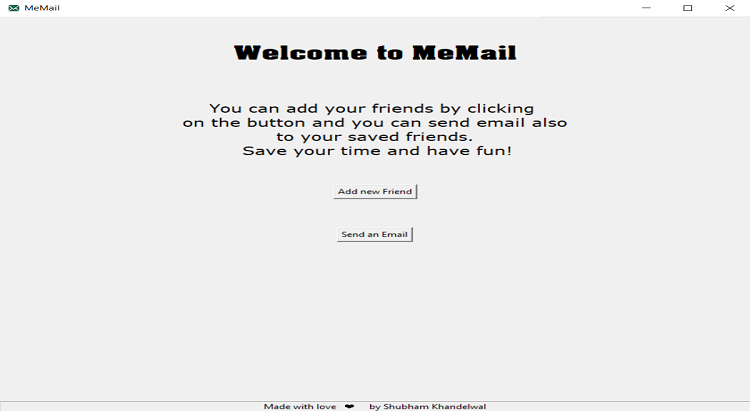 MeMail
Welcome to MeMail
You can add your friends by clicking
on the button and you can send email also
to your saved friends.
Save your time and have fun!
Add new Friend
Send an Email
Made with love ❤ by Shubham Khandelwal